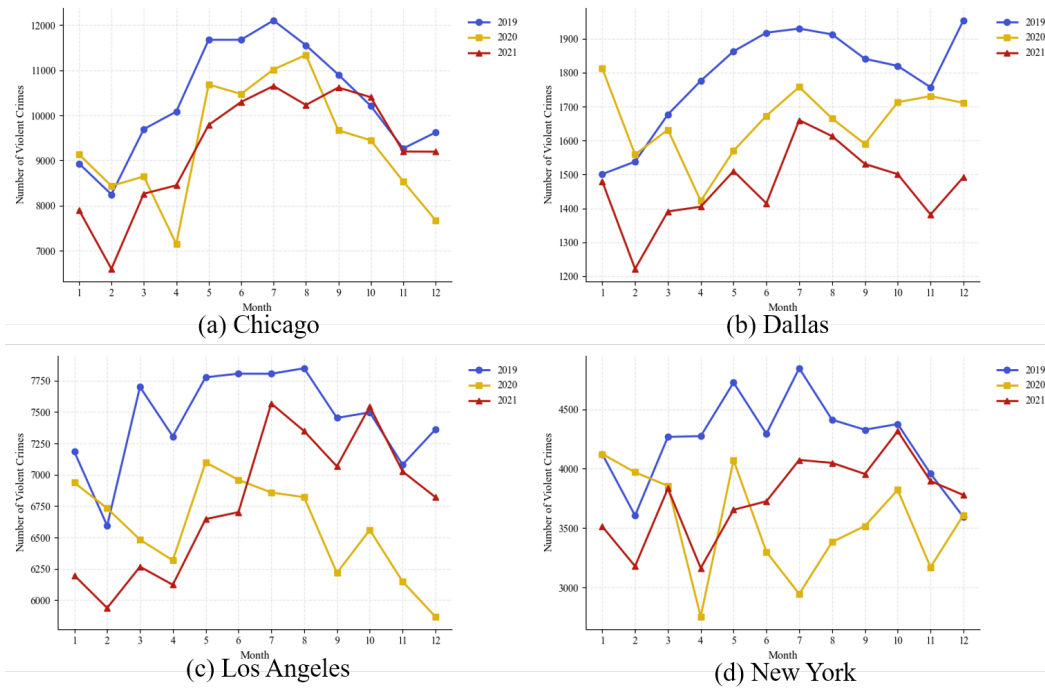 12000
11000
10000
9000
8000
7000
Number of Violent Crimes
1 2 3 4 5 6 7 8 9 10 11 12
Month
2019
2020
2021
(a) Chicago
1900
1800
1700
1600
1500
1400
1300
1200
Number of Violent Crimes
1 2 3 4 5 6 7 8 9 10 11 12
Month
2019
2020
2021
(b) Dallas
7750
7500
7250
7000
6750
6500
6250
6000
Number of Violent Crimes
1 2 3 4 5 6 7 8 9 10 11 12
Month
2019
2020
2021
(c) Los Angeles
4500
4000
3500
3000
Number of Violent Crimes
1 2 3 4 5 6 7 8 9 10 11 12
Month
2019
2020
2021
(d) New York